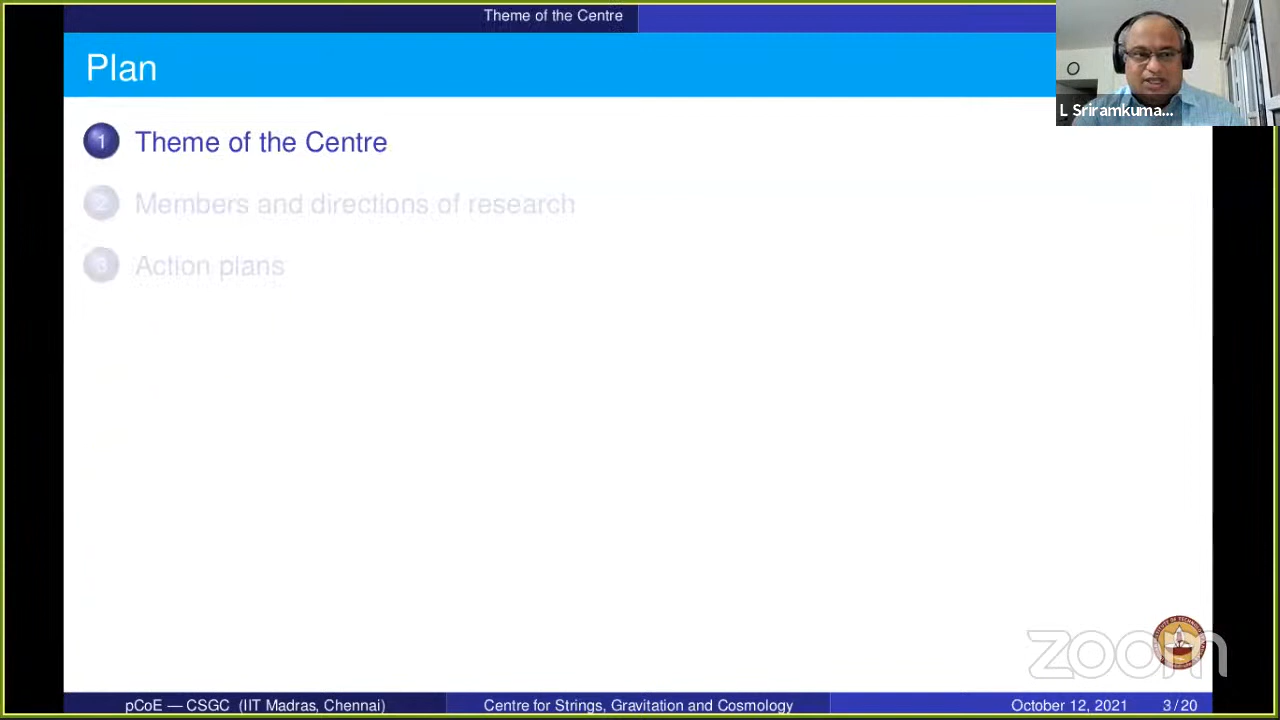 Theme of the Centre
Plan
L Sriramkuma...
1 Theme of the Centre
2 Members and directions of research
3 Action plans
zoom
pCoE — CSGC (IIT Madras, Chennai) Centre for Strings, Gravitation and Cosmology October 12, 2021 3 / 20